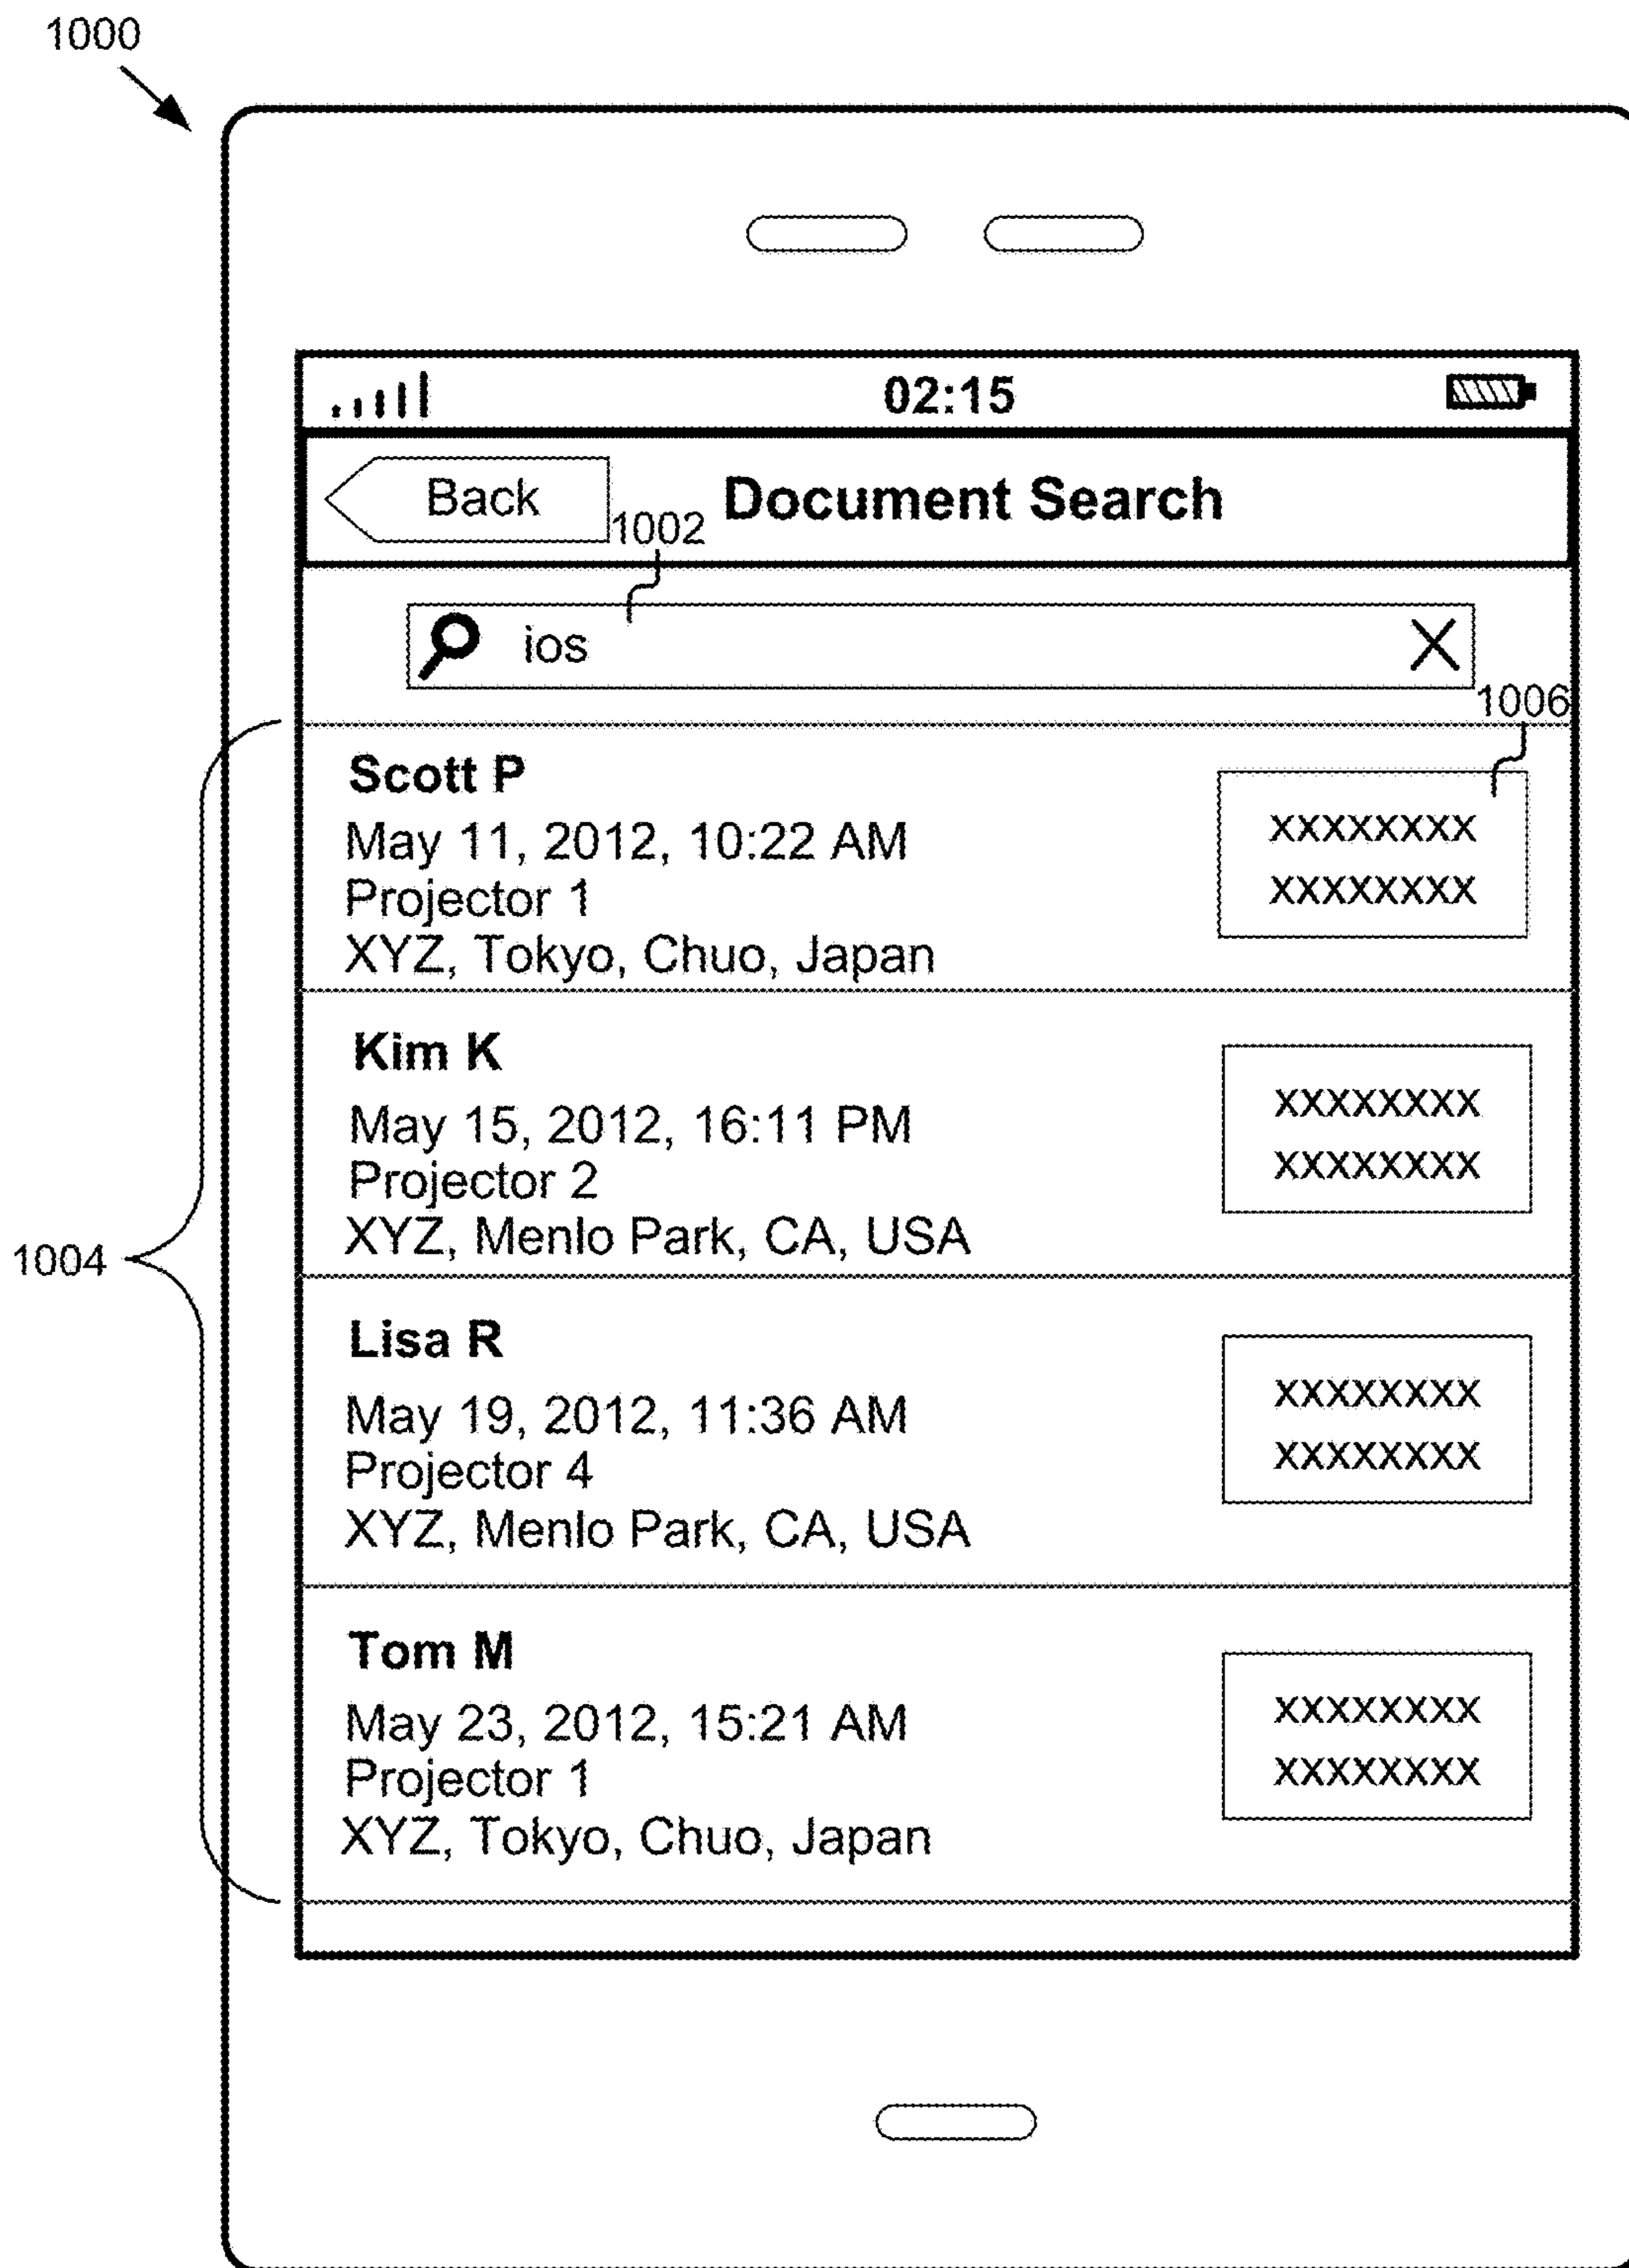 1000
02:15
Back
1002
Document Search
ios
1006
Scott P
May 11, 2012, 10:22 AM
Projector 1
XYZ, Tokyo, Chuo, Japan
XXXXXXXX
XXXXXXXX
Kim K
May 15, 2012, 16:11 PM
Projector 2
XYZ, Menlo Park, CA, USA
XXXXXXXX
XXXXXXXX
1004
Lisa R
May 19, 2012, 11:36 AM
Projector 4
XYZ, Menlo Park, CA, USA
XXXXXXXX
XXXXXXXX
Tom M
May 23, 2012, 15:21 AM
Projector 1
XYZ, Tokyo, Chuo, Japan
XXXXXXXX
XXXXXXXX